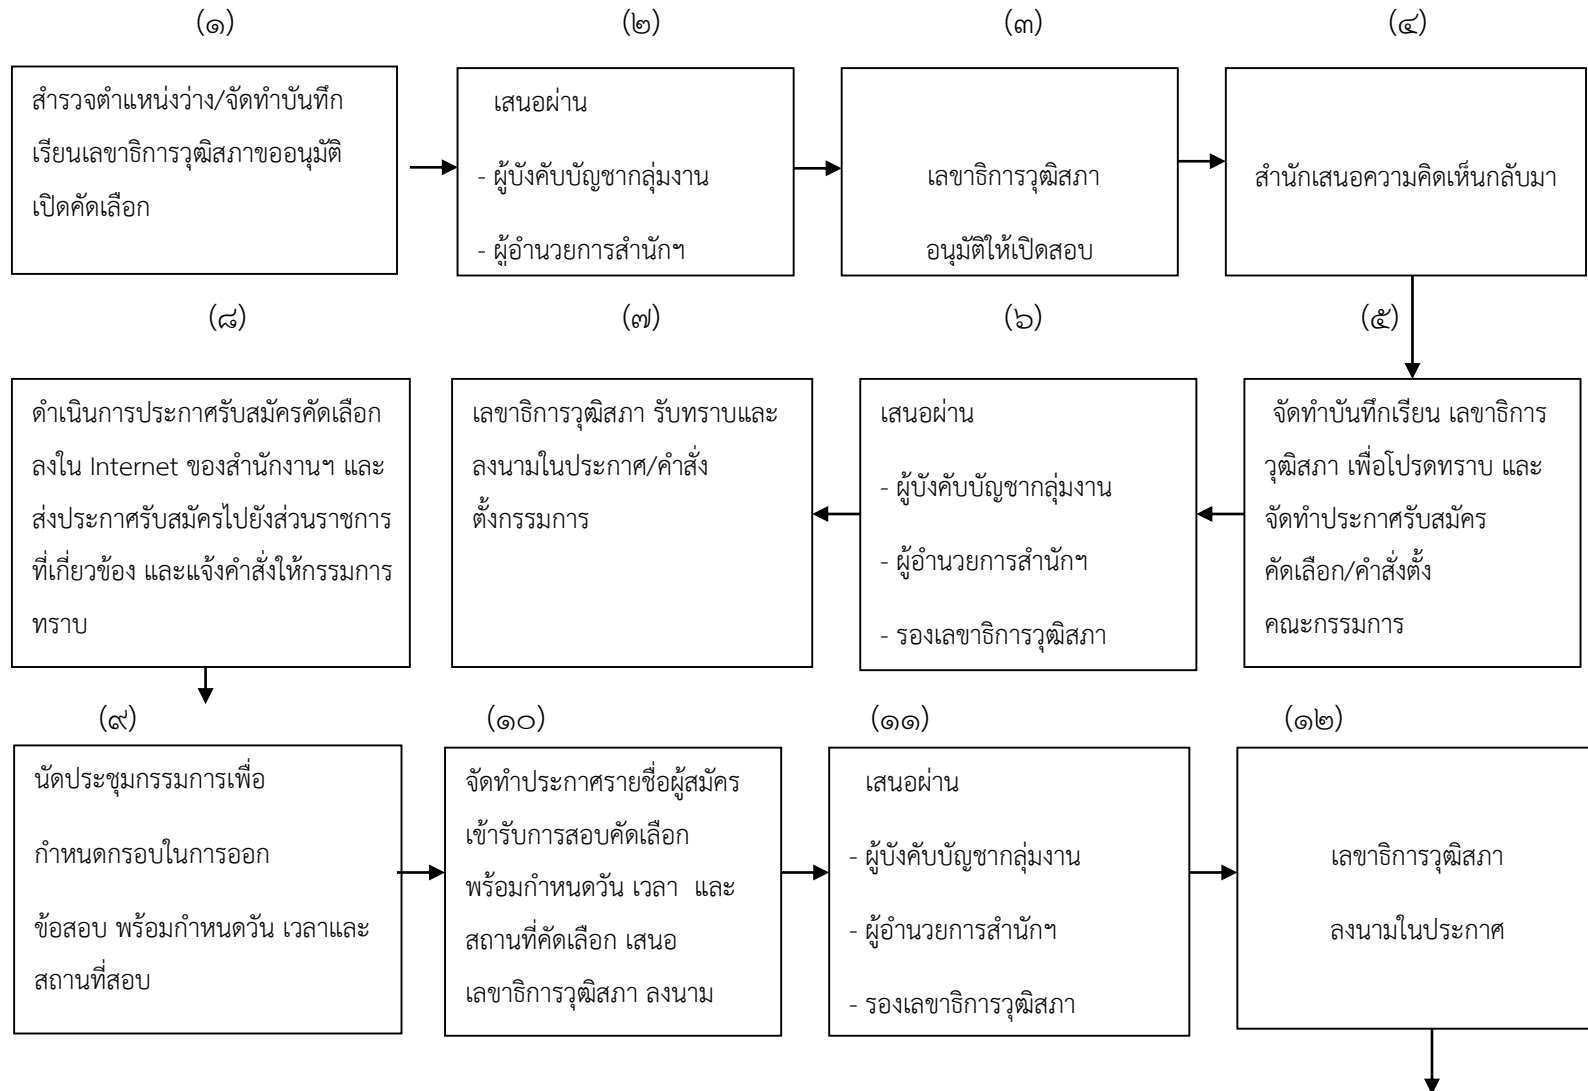 (๑)
สำรวจตำแหน่งว่าง/จัดทำบันทึก
เรียนเลขาธิการวุฒิสภาขออนุมัติ
เปิดคัดเลือก
(๒)
เสนอผ่าน
- ผู้บังคับบัญชากลุ่มงาน
- ผู้อำนวยการสำนักฯ
(๓)
เลขาธิการวุฒิสภา
อนุมัติให้เปิดสอบ
(๔)
สำนักเสนอความคิดเห็นกลับมา
(๕)
จัดทำบันทึกเรียน เลขาธิการ
วุฒิสภา เพื่อโปรดทราบ และ
จัดทำประกาศรับสมัคร
คัดเลือก/คำสั่งตั้ง
คณะกรรมการ
(๖)
เสนอผ่าน
- ผู้บังคับบัญชากลุ่มงาน
- ผู้อำนวยการสำนักฯ
- รองเลขาธิการวุฒิสภา
(๗)
เลขาธิการวุฒิสภา รับทราบและ
ลงนามในประกาศ/คำสั่ง
ตั้งกรรมการ
(๘)
ดำเนินการประกาศรับสมัครคัดเลือก
ลงใน Internet ของสำนักงานฯ และ
ส่งประกาศรับสมัครไปยังส่วนราชการ
ที่เกี่ยวข้อง และแจ้งคำสั่งให้กรรมการ
ทราบ
(๙)
นัดประชุมกรรมการเพื่อ
กำหนดกรอบในการออก
ข้อสอบ พร้อมกำหนดวัน เวลาและ
สถานที่สอบ
(๑๐)
จัดทำประกาศรายชื่อผู้สมัคร
เข้ารับการสอบคัดเลือก
พร้อมกำหนดวัน เวลา และ
สถานที่คัดเลือก เสนอ
เลขาธิการวุฒิสภา ลงนาม
(๑๑)
เสนอผ่าน
- ผู้บังคับบัญชากลุ่มงาน
- ผู้อำนวยการสำนักฯ
- รองเลขาธิการวุฒิสภา
(๑๒)
เลขาธิการวุฒิสภา
ลงนามในประกาศ